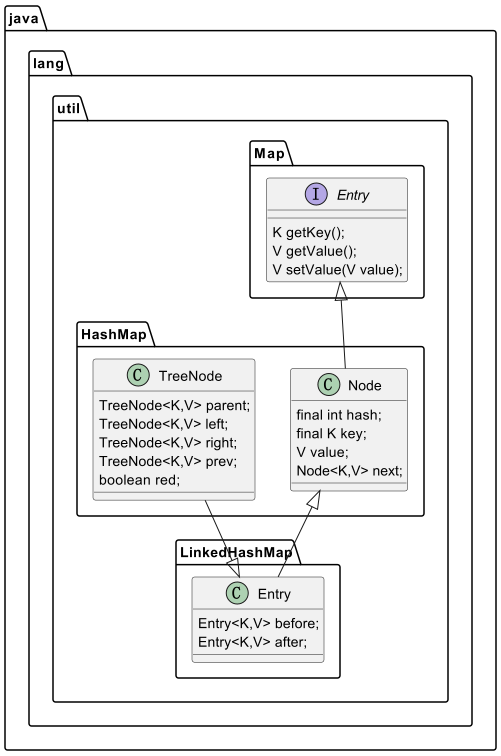 java
lang
util
Map
I Entry
K getKey();
V getValue();
V setValue(V value);
HashMap
C TreeNode
TreeNode<K,V> parent;
TreeNode<K,V> left;
TreeNode<K,V> right;
TreeNode<K,V> prev;
boolean red;
C Node
final int hash;
final K key;
V value;
Node<K,V> next;
LinkedHashMap
C Entry
Entry<K,V> before;
Entry<K,V> after;